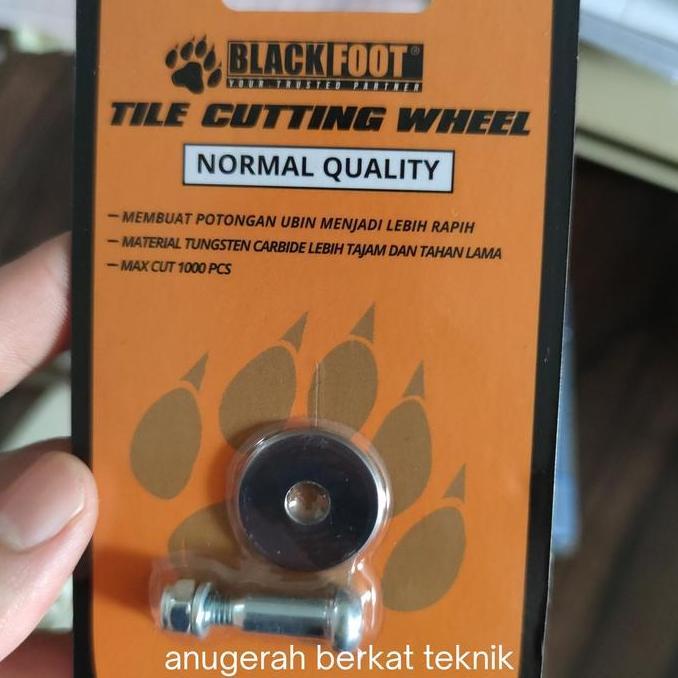 BLACKFOOT®
YOUR TRUSTED PARTNER
TILE CUTTING WHEEL
NORMAL QUALITY
– MEMBUAT POTONGAN UBIN MENJADI LEBIH RAPIH
– MATERIAL TUNGSTEN CARBIDE LEBIH TAJAM DAN TAHAN LAMA
– MAX CUT 1000 PCS
anugerah berkat teknik